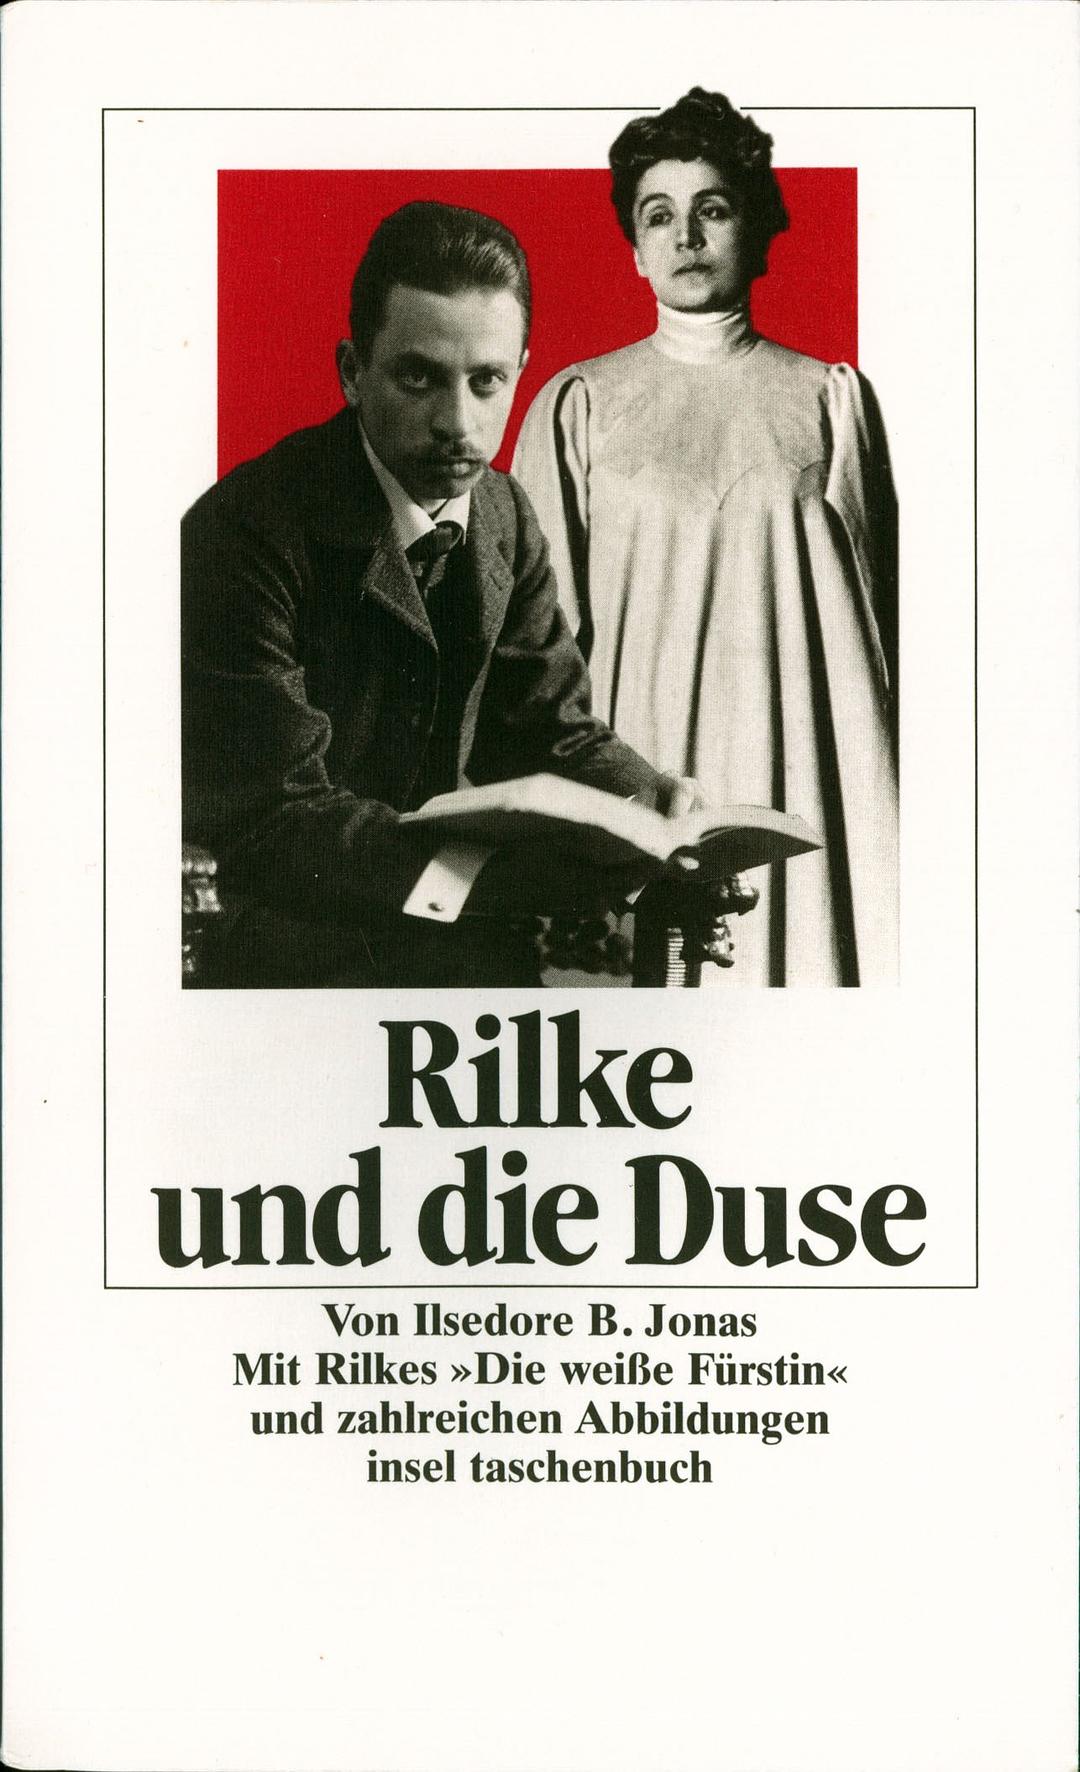 Rilke
und die Duse
Von Ilsedore B. Jonas
Mit Rilkes »Die weiße Fürstin«
und zahlreichen Abbildungen
insel taschenbuch